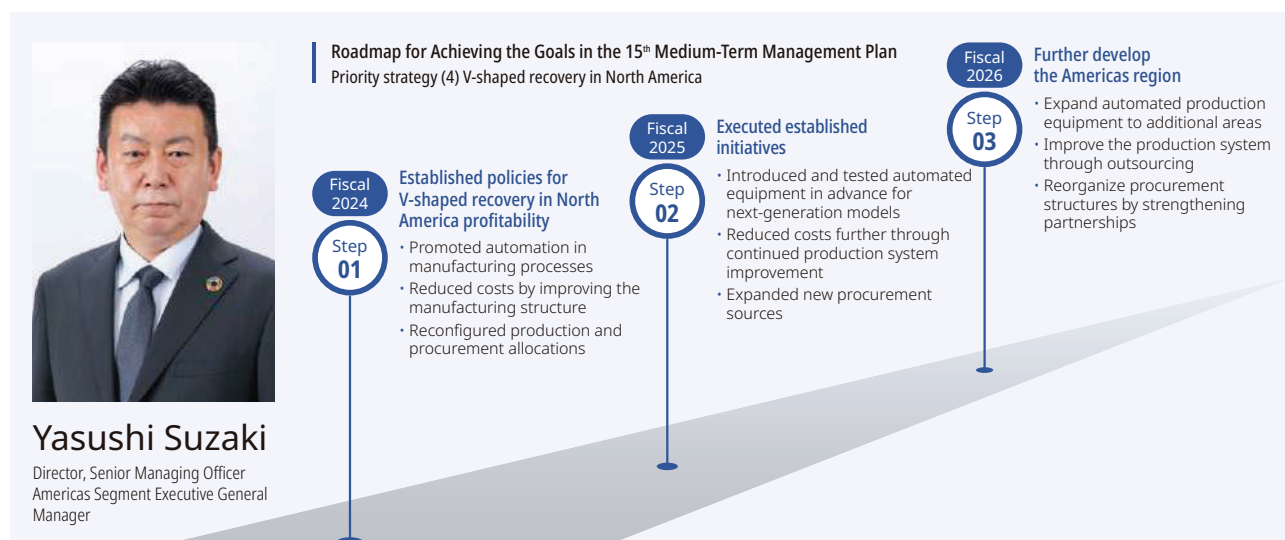 Roadmap for Achieving the Goals in the 15th Medium-Term Management Plan
Priority strategy (4) V-shaped recovery in North America
Yasushi Suzaki
Director, Senior Managing Officer
Americas Segment Executive General
Manager
Fiscal
2024
Step
01
Established policies for
V-shaped recovery in North
America profitability
・Promoted automation in
manufacturing processes
・Reduced costs by improving the
manufacturing structure
・Reconfigured production and
procurement allocations
Fiscal
2025
Step
02
Executed established
initiatives
・Introduced and tested automated
equipment in advance for
next-generation models
・Reduced costs further through
continued production system
improvement
・Expanded new procurement
sources
Fiscal
2026
Step
03
Further develop
the Americas region
・Expand automated production
equipment to additional areas
・Improve the production system
through outsourcing
・Reorganize procurement
structures by strengthening
partnerships